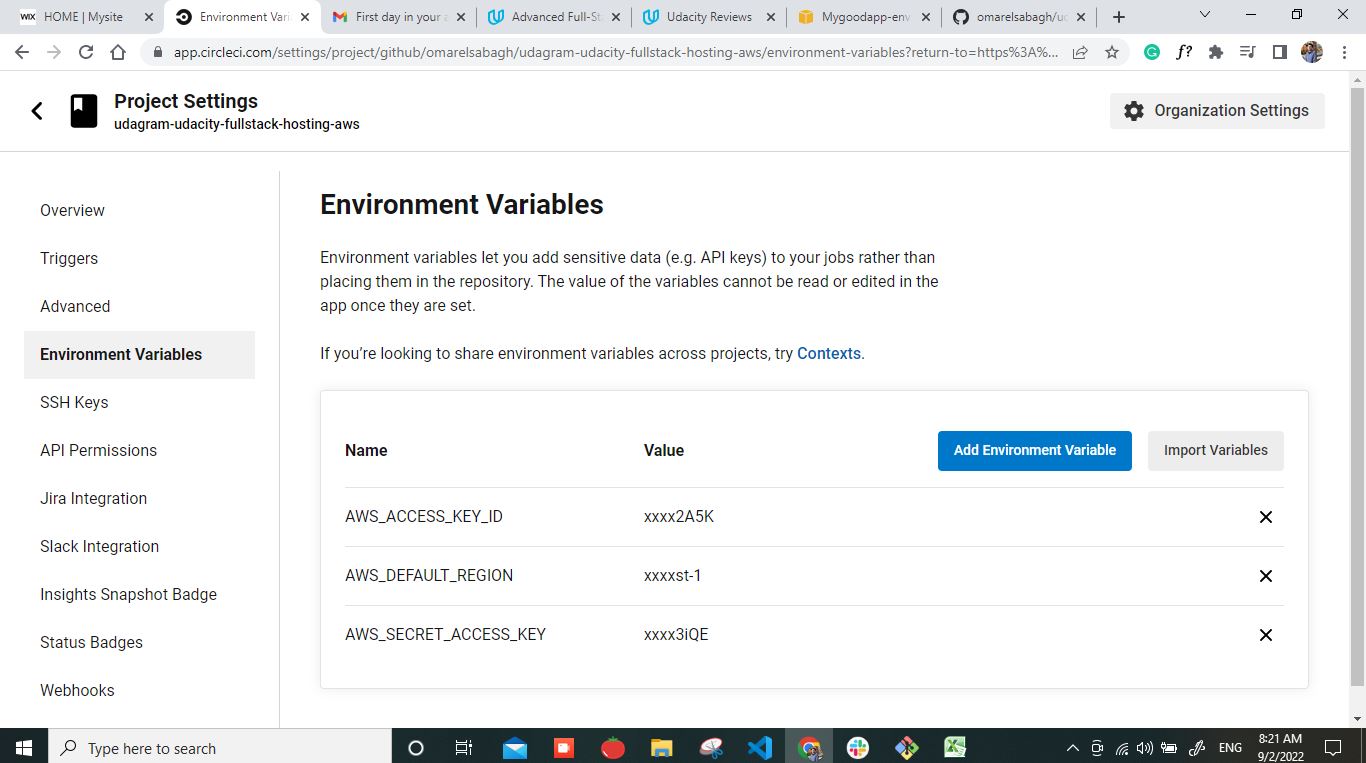 WIX HOME | Mysite
Environment Vari
First day in your a
Advanced Full-St
Udacity Reviews
Mygoodapp-env
omarelsabagh/uc
app.circleci.com/settings/project/github/omarelsabagh/udagram-udacity-fullstack-hosting-aws/environment-variables?return-to=https%3A%...
f?
Project Settings
udagram-udacity-fullstack-hosting-aws
Organization Settings
Overview
Triggers
Advanced
Environment Variables
SSH Keys
API Permissions
Jira Integration
Slack Integration
Insights Snapshot Badge
Status Badges
Webhooks
Environment Variables
Environment variables let you add sensitive data (e.g. API keys) to your jobs rather than
placing them in the repository. The value of the variables cannot be read or edited in the
app once they are set.
If you’re looking to share environment variables across projects, try Contexts.
Name Value Add Environment Variable Import Variables
AWS_ACCESS_KEY_ID xxxx2A5K
AWS_DEFAULT_REGION xxxxst-1
AWS_SECRET_ACCESS_KEY xxxx3iQE
Type here to search
ENG
8:21 AM
9/2/2022